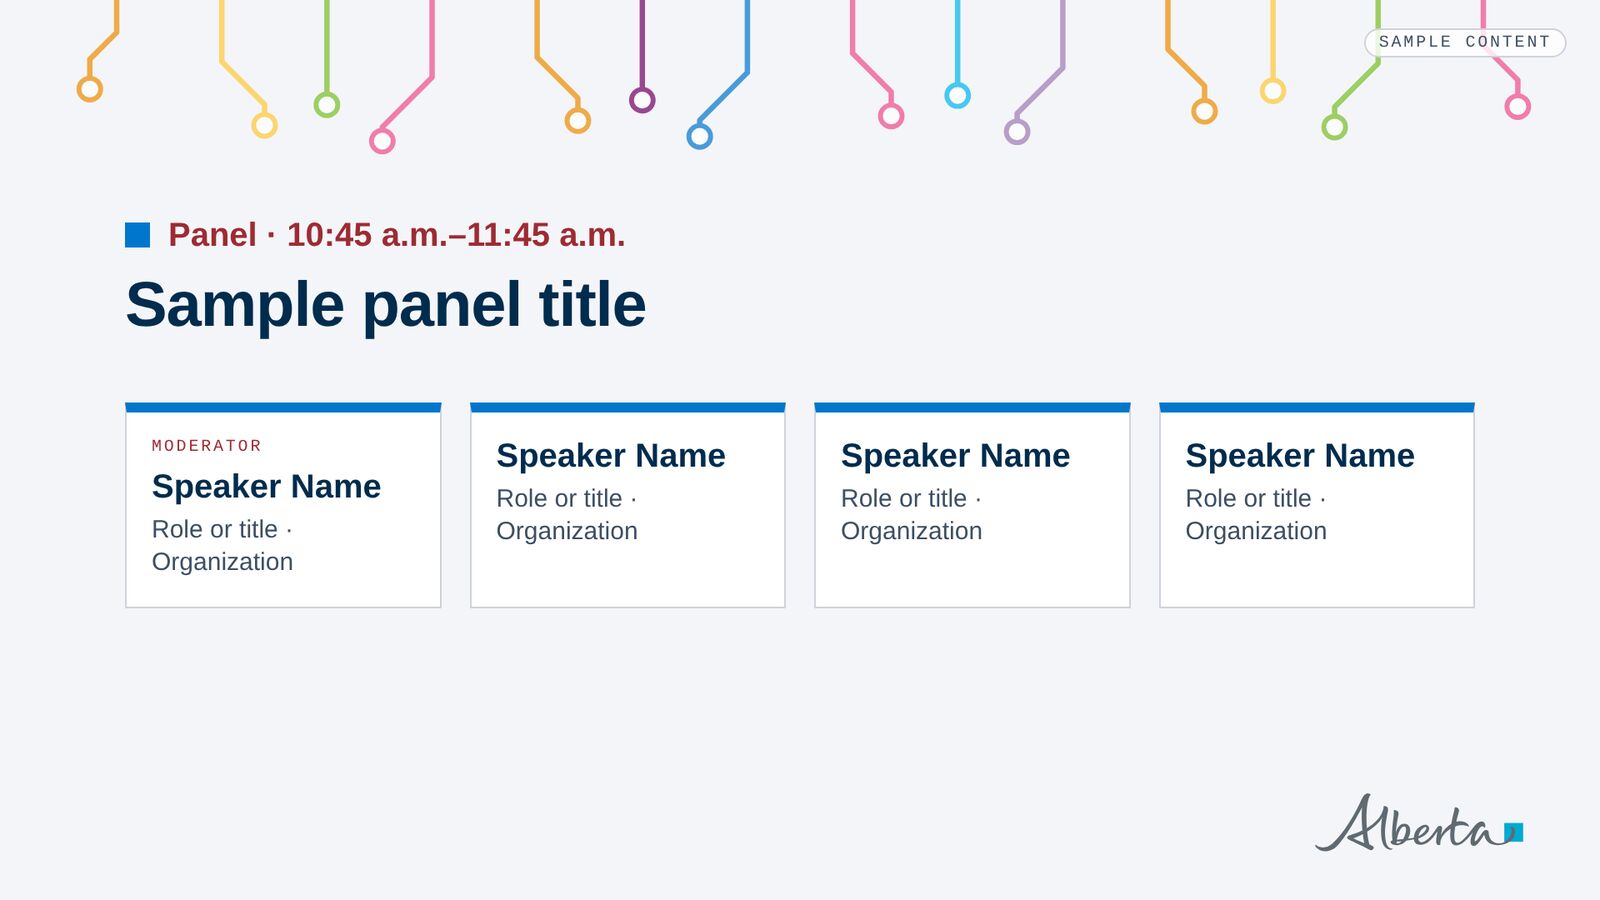 SAMPLE CONTENT
Panel · 10:45 a.m.–11:45 a.m.
Sample panel title
MODERATOR
Speaker Name
Role or title ·
Organization
Speaker Name
Role or title ·
Organization
Speaker Name
Role or title ·
Organization
Speaker Name
Role or title ·
Organization
Alberta